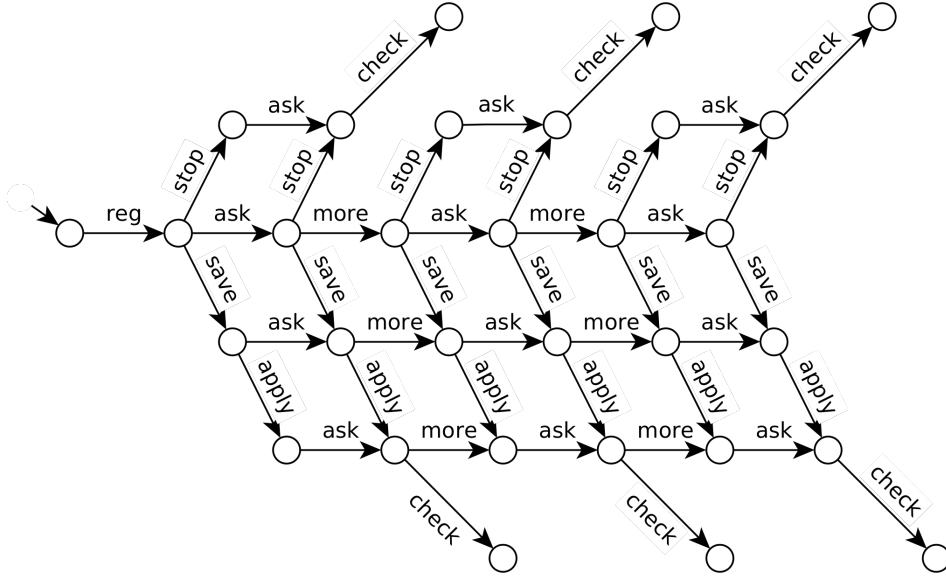 check check check
ask ask ask
stop stop stop stop stop stop
reg ask more ask more ask
save save save save save save
ask more ask more ask
apply apply apply apply apply apply
ask more ask more ask
check check check